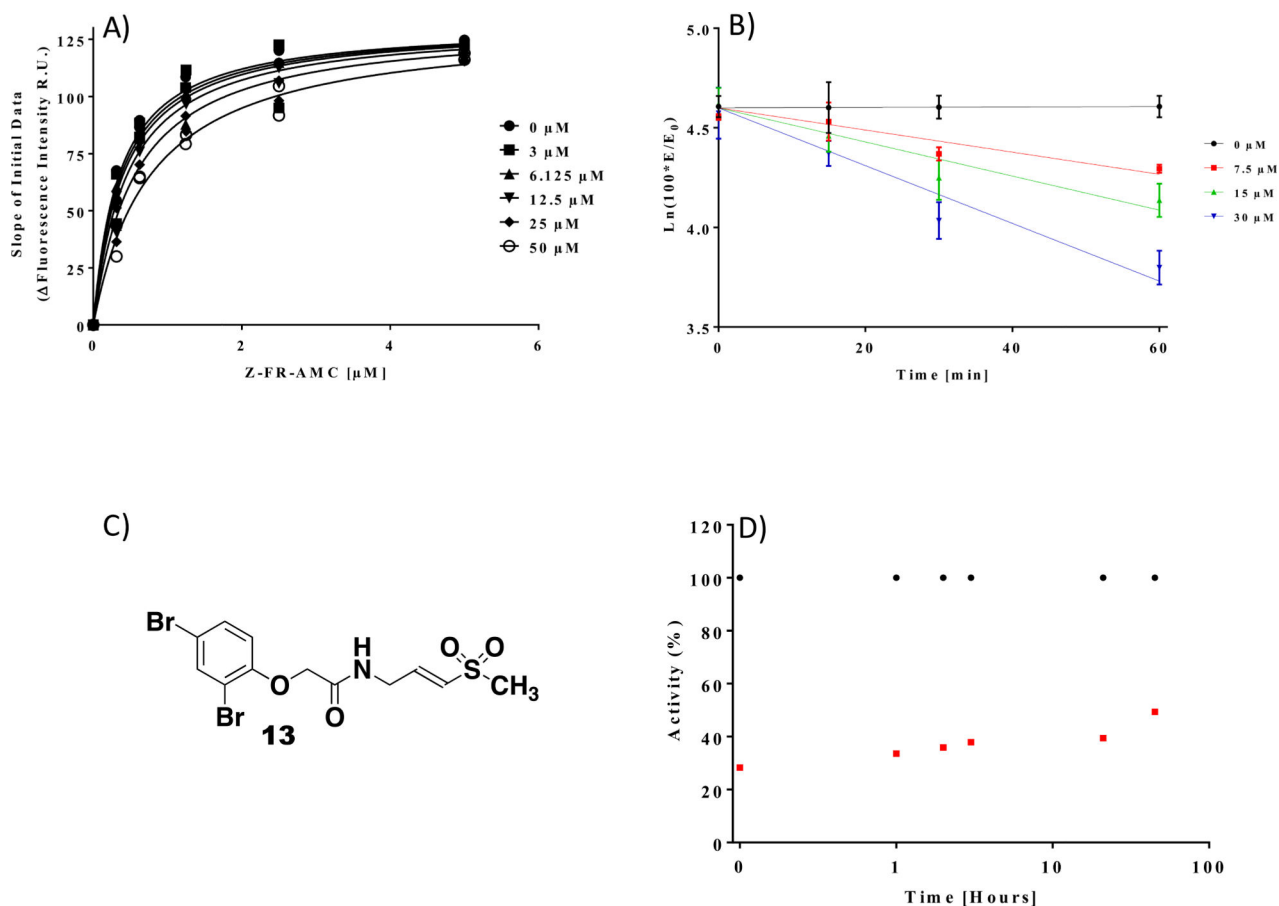 A)
Slope of Initial Data
(ΔFluorescence Intensity R.U.)
125
100
75
50
25
0
0
2
4
6
Z-FR-AMC [µM]
0 µM
3 µM
6.125 µM
12.5 µM
25 µM
50 µM
B)
Ln(100*E/E0)
5.0
4.5
4.0
3.5
0
20
40
60
Time [min]
0 µM
7.5 µM
15 µM
30 µM
C)
Br
Br
O
O
H
N
O
O
S
CH3
13
D)
Activity (%)
120
100
80
60
40
20
0
0
1
10
100
Time [Hours]